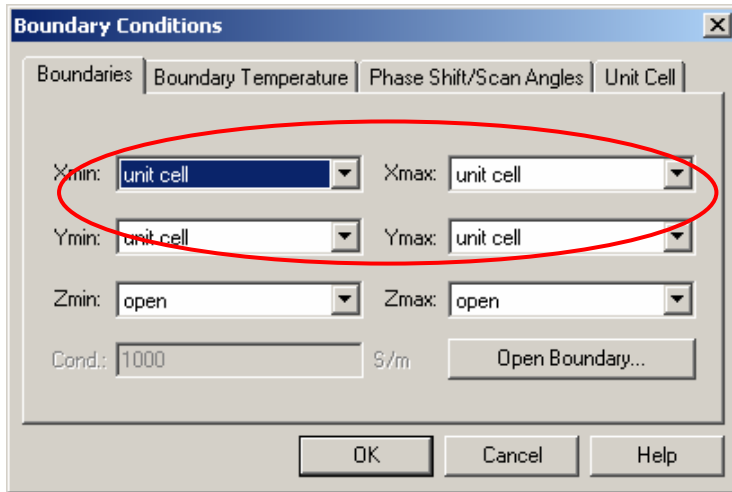 Boundary Conditions
Boundaries Boundary Temperature Phase Shift/Scan Angles Unit Cell
Xmin: unit cell Xmax: unit cell
Ymin: unit cell Ymax: unit cell
Zmin: open Zmax: open
Cond.: 1000 S/m Open Boundary...
OK Cancel Help